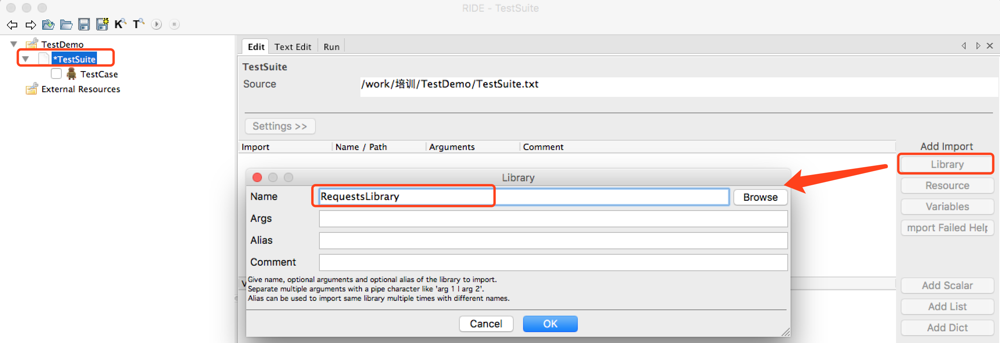 RIDE - TestSuite
K T
TestDemo
*TestSuite
TestCase
External Resources
Edit Text Edit Run
TestSuite
Source /work/培训/TestDemo/TestSuite.txt
Settings >>
Import Name / Path Arguments Comment
Add Import
Library
Resource
Variables
mport Failed Help
Add Scalar
Add List
Add Dict
Library
Name RequestsLibrary Browse
Args
Alias
Comment
Give name, optional arguments and optional alias of the library to import.
Separate multiple arguments with a pipe character like 'arg 1 | arg 2'.
Alias can be used to import same library multiple times with different names.
Cancel OK